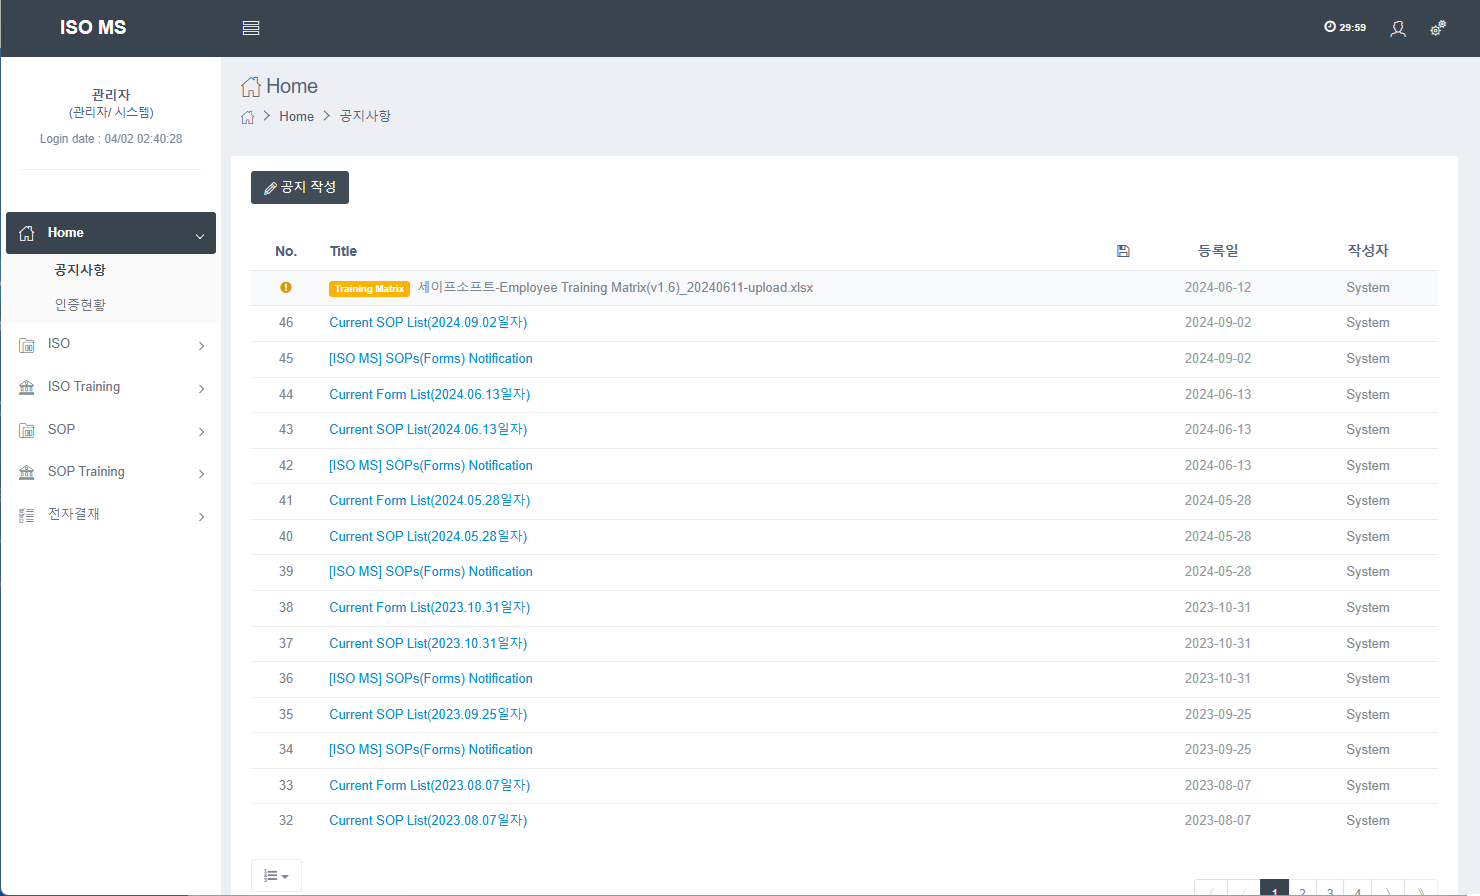 ISO MS
29:59
관리자
(관리자/ 시스템)
Login date : 04/02 02:40:28
Home
공지사항
인증현황
ISO
ISO Training
SOP
SOP Training
전자결재
Home
Home > 공지사항
공지 작성
No. Title 등록일 작성자
Training Matrix 세이프소프트-Employee Training Matrix(v1.6)_20240611-upload.xlsx 2024-06-12 System
46 Current SOP List(2024.09.02일자) 2024-09-02 System
45 [ISO MS] SOPs(Forms) Notification 2024-09-02 System
44 Current Form List(2024.06.13일자) 2024-06-13 System
43 Current SOP List(2024.06.13일자) 2024-06-13 System
42 [ISO MS] SOPs(Forms) Notification 2024-06-13 System
41 Current Form List(2024.05.28일자) 2024-05-28 System
40 Current SOP List(2024.05.28일자) 2024-05-28 System
39 [ISO MS] SOPs(Forms) Notification 2024-05-28 System
38 Current Form List(2023.10.31일자) 2023-10-31 System
37 Current SOP List(2023.10.31일자) 2023-10-31 System
36 [ISO MS] SOPs(Forms) Notification 2023-10-31 System
35 Current SOP List(2023.09.25일자) 2023-09-25 System
34 [ISO MS] SOPs(Forms) Notification 2023-09-25 System
33 Current Form List(2023.08.07일자) 2023-08-07 System
32 Current SOP List(2023.08.07일자) 2023-08-07 System
1 2 3 4